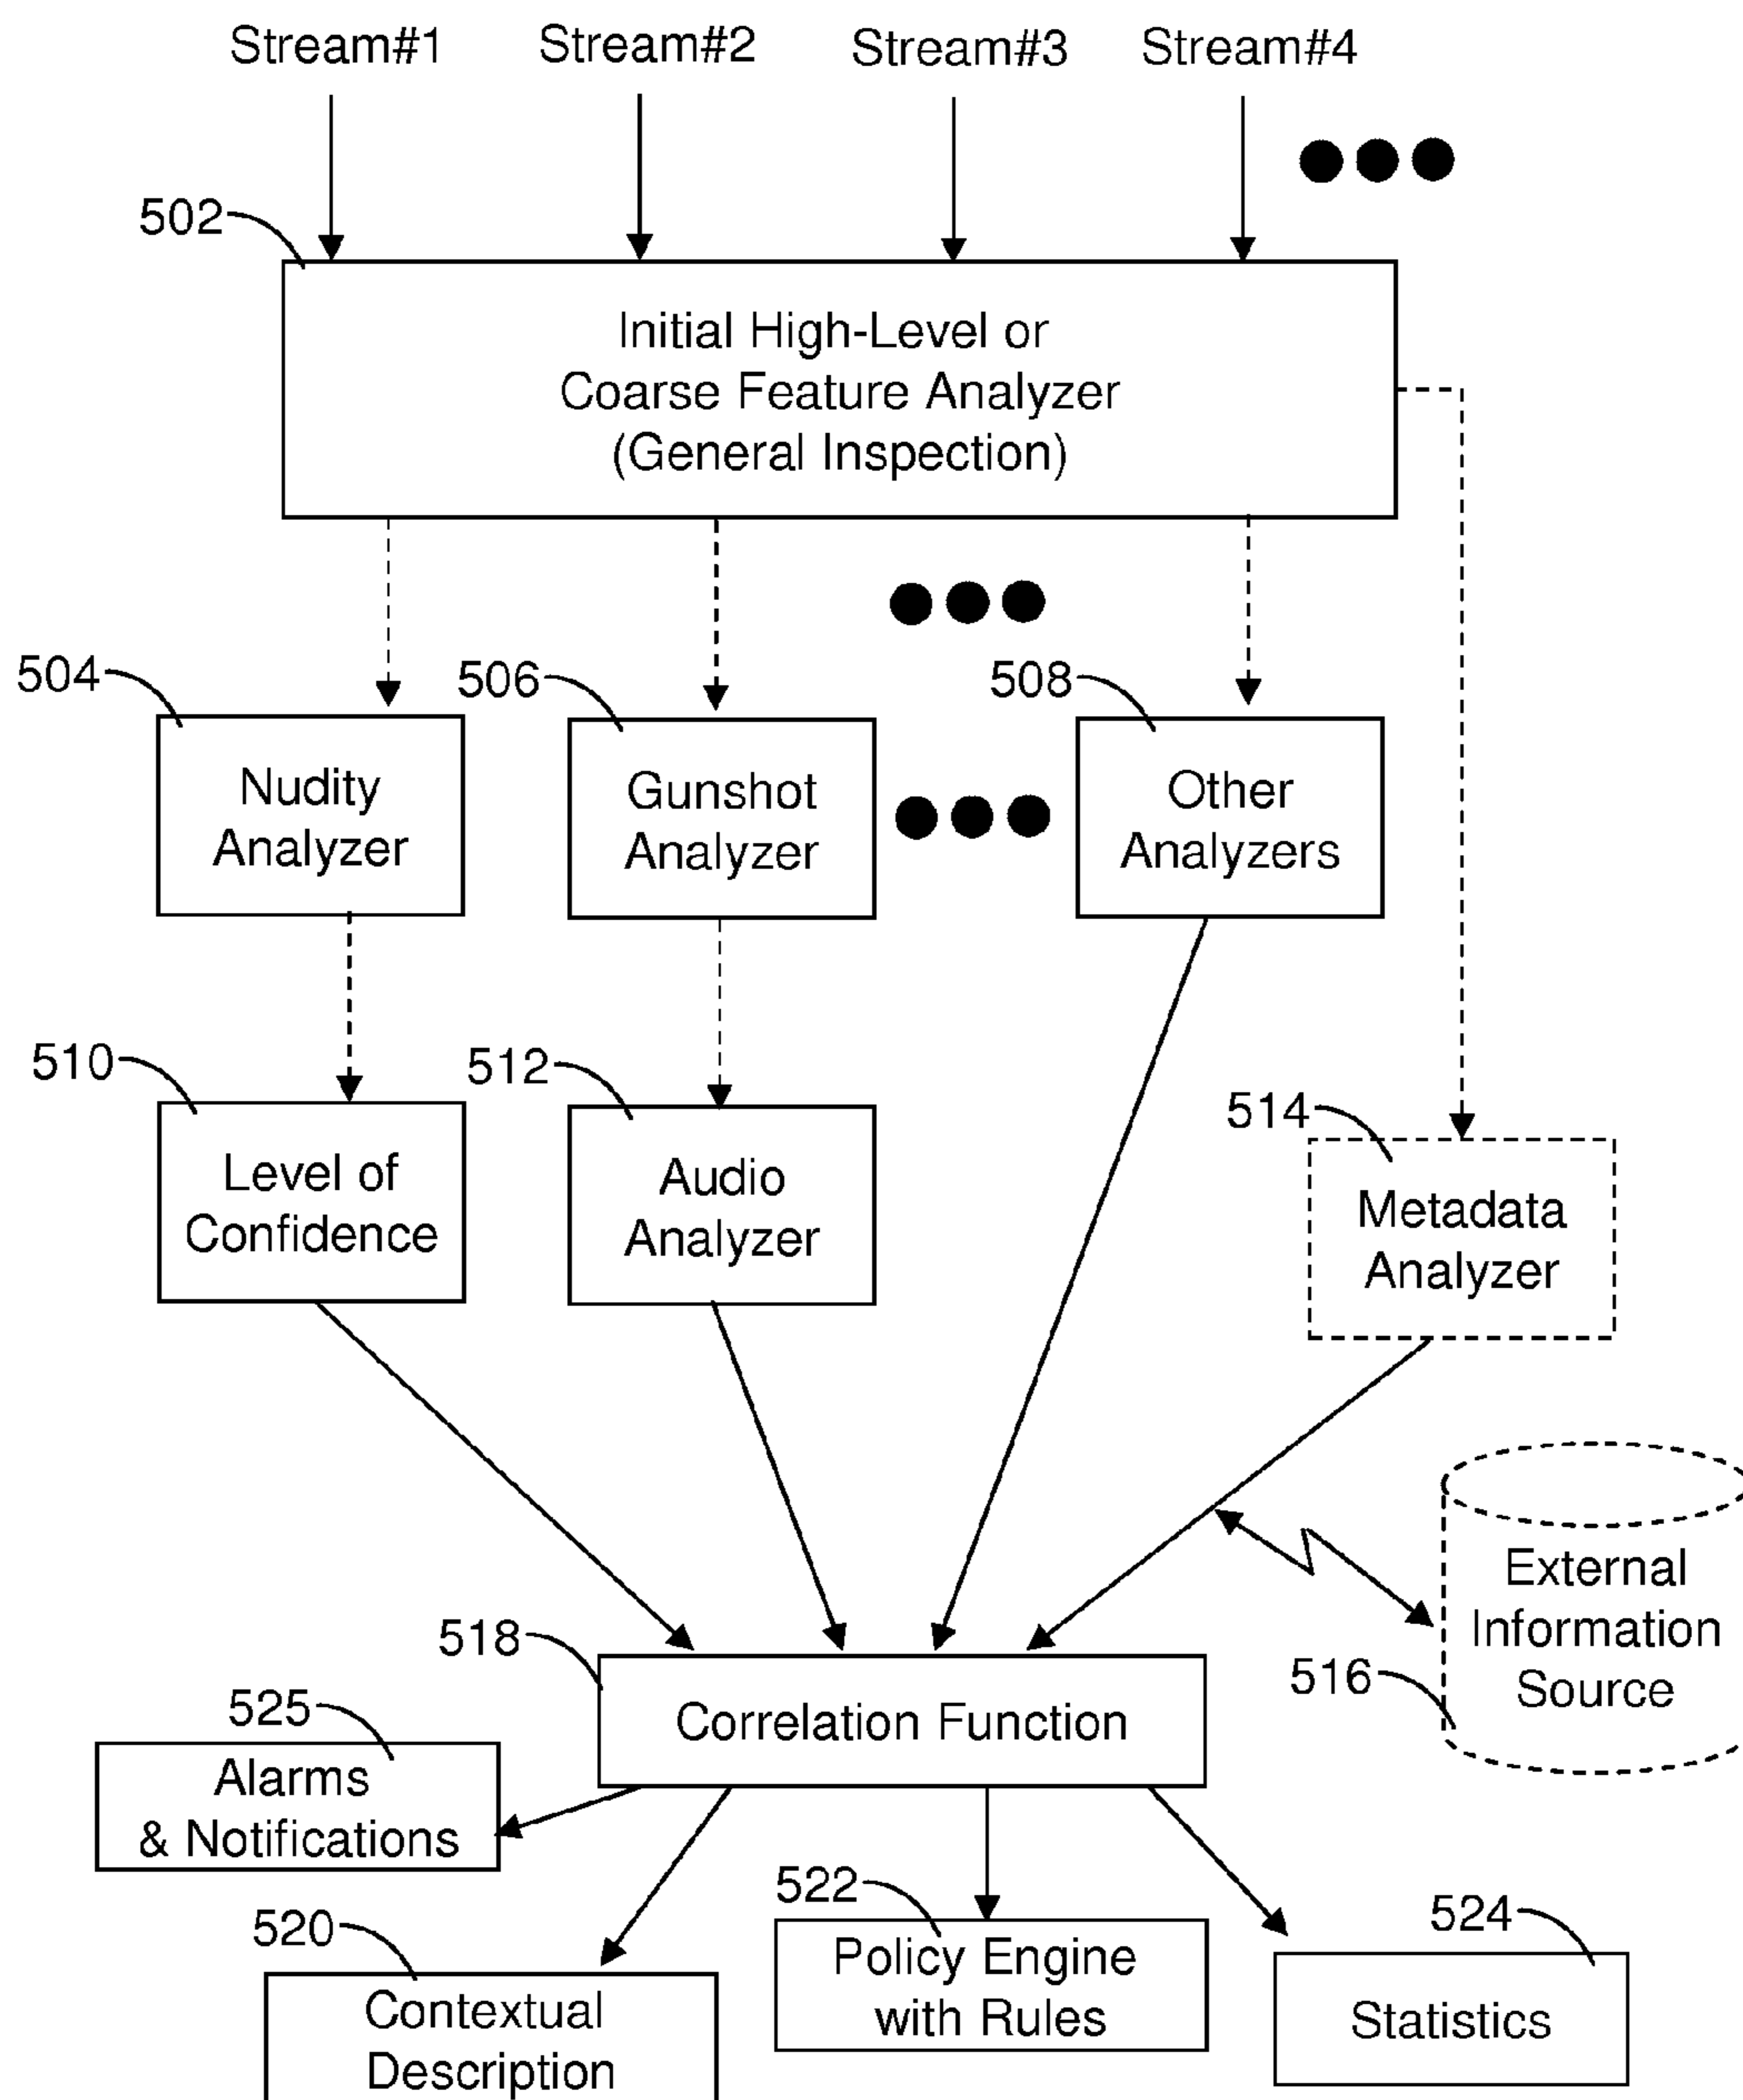 Stream#1
Stream#2
Stream#3
Stream#4
502
Initial High-Level or
Coarse Feature Analyzer
(General Inspection)
504
506
508
Nudity
Analyzer
Gunshot
Analyzer
Other
Analyzers
510
512
514
Level of
Confidence
Audio
Analyzer
Metadata
Analyzer
External
Information
Source
516
518
Correlation Function
525
Alarms
& Notifications
520
Contextual
Description
522
Policy Engine
with Rules
524
Statistics